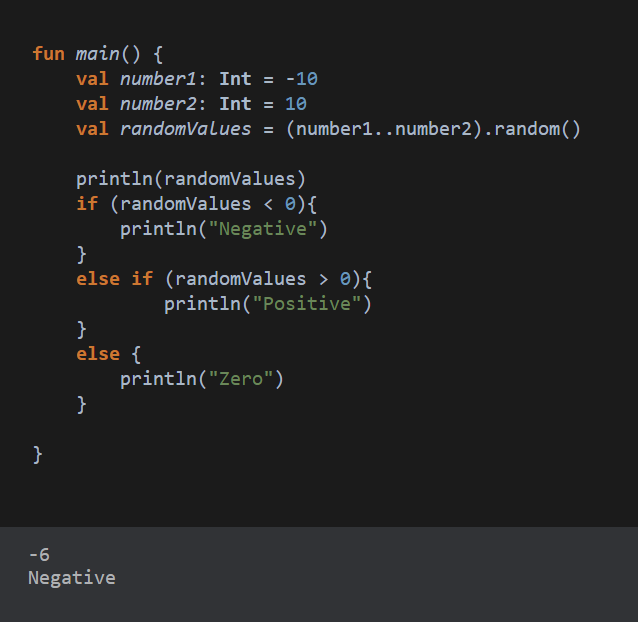 fun main() {
    val number1: Int = -10
    val number2: Int = 10
    val randomValues = (number1..number2).random()

    println(randomValues)
    if (randomValues < 0){
        println("Negative")
    }
    else if (randomValues > 0){
            println("Positive")
    }
    else {
        println("Zero")
    }

}
-6
Negative